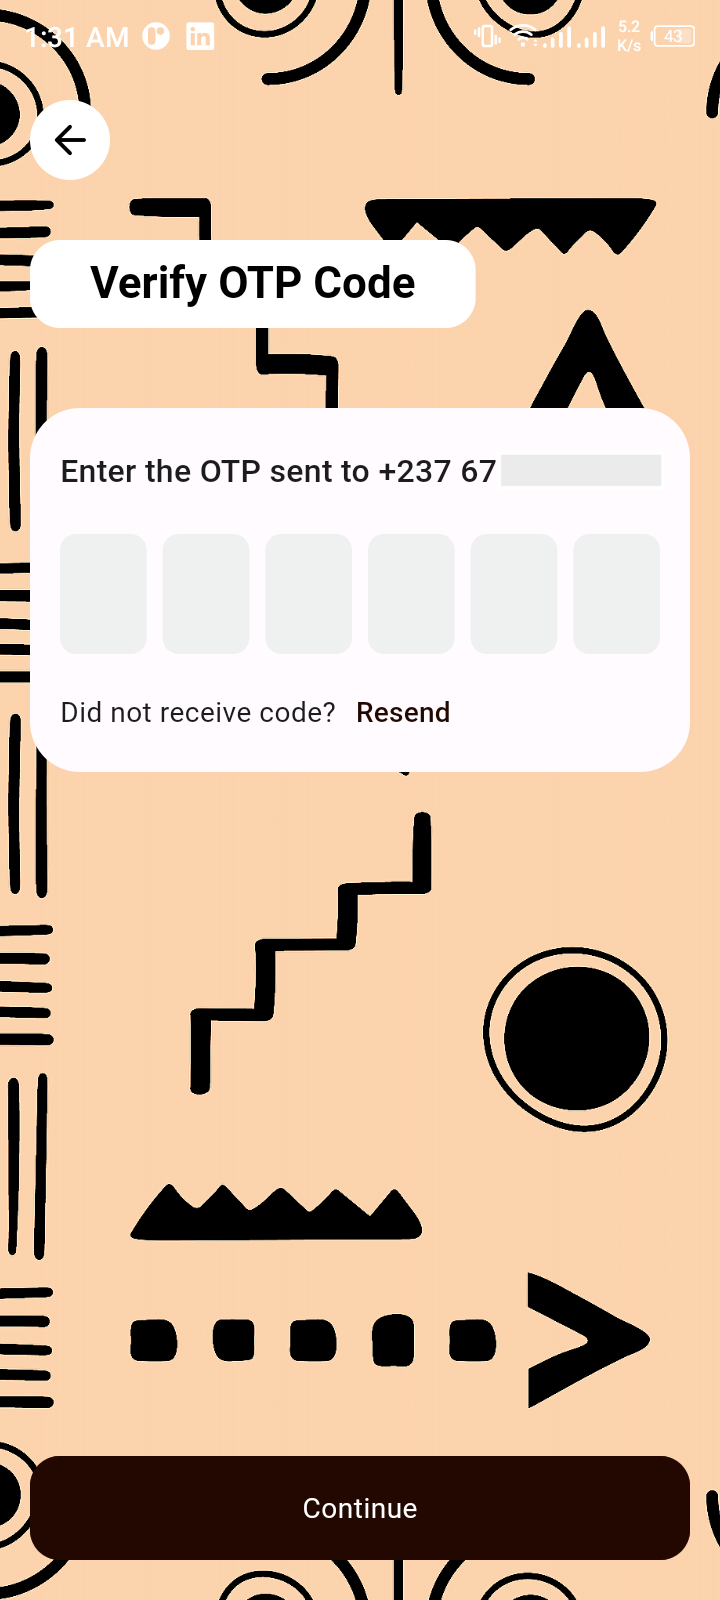 1:31 AM in 5.2 K/s 43
Verify OTP Code
Enter the OTP sent to +237 67
Did not receive code? Resend
Continue